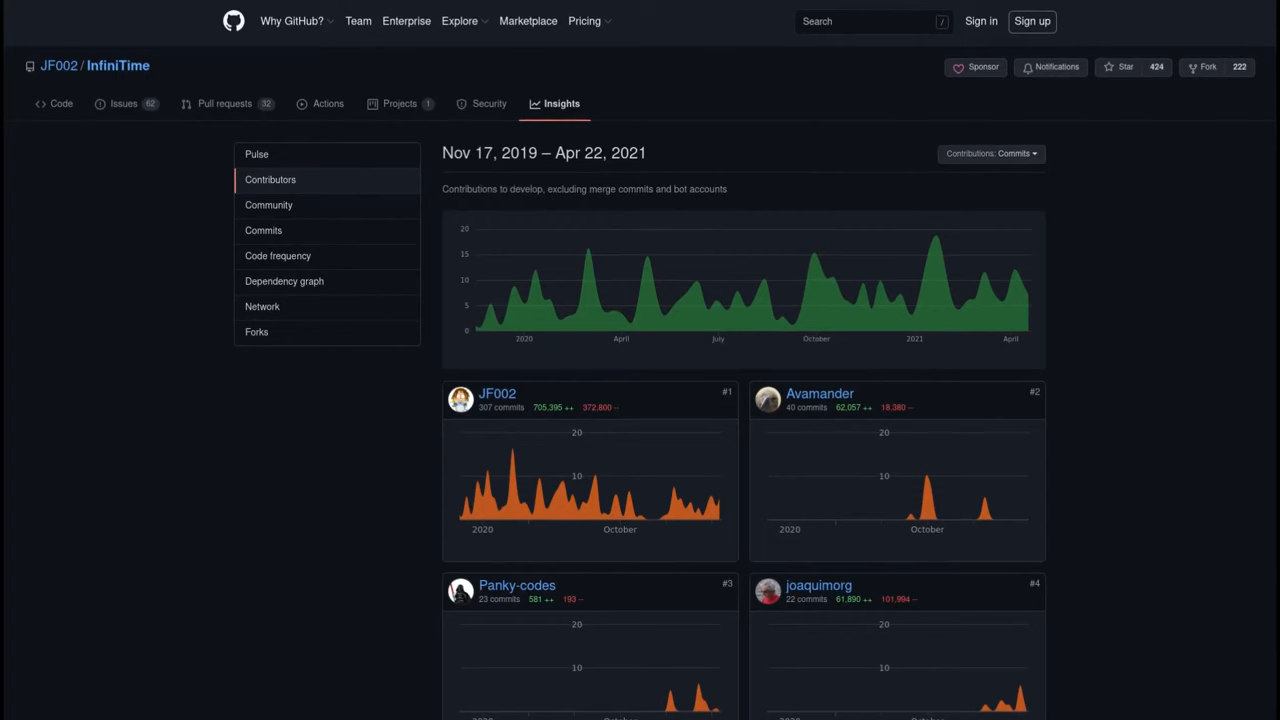 Why GitHub? Team Enterprise Explore Marketplace Pricing Search / Sign in Sign up
JF002 / InfiniTime Sponsor Notifications Star 424 Fork 222
Code Issues 62 Pull requests 32 Actions Projects 1 Security Insights
Pulse
Contributors
Community
Commits
Code frequency
Dependency graph
Network
Forks
Nov 17, 2019 – Apr 22, 2021 Contributions: Commits
Contributions to develop, excluding merge commits and bot accounts
20
15
10
5
0
2020 April July October 2021 April
JF002 #1
307 commits 705,395 ++ 372,800 --
20
10
2020 October
Avamander #2
40 commits 62,057 ++ 18,380 --
20
10
2020 October
Panky-codes #3
23 commits 581 ++ 193 --
20
10
joaquimorg #4
22 commits 61,890 ++ 101,994 --
20
10